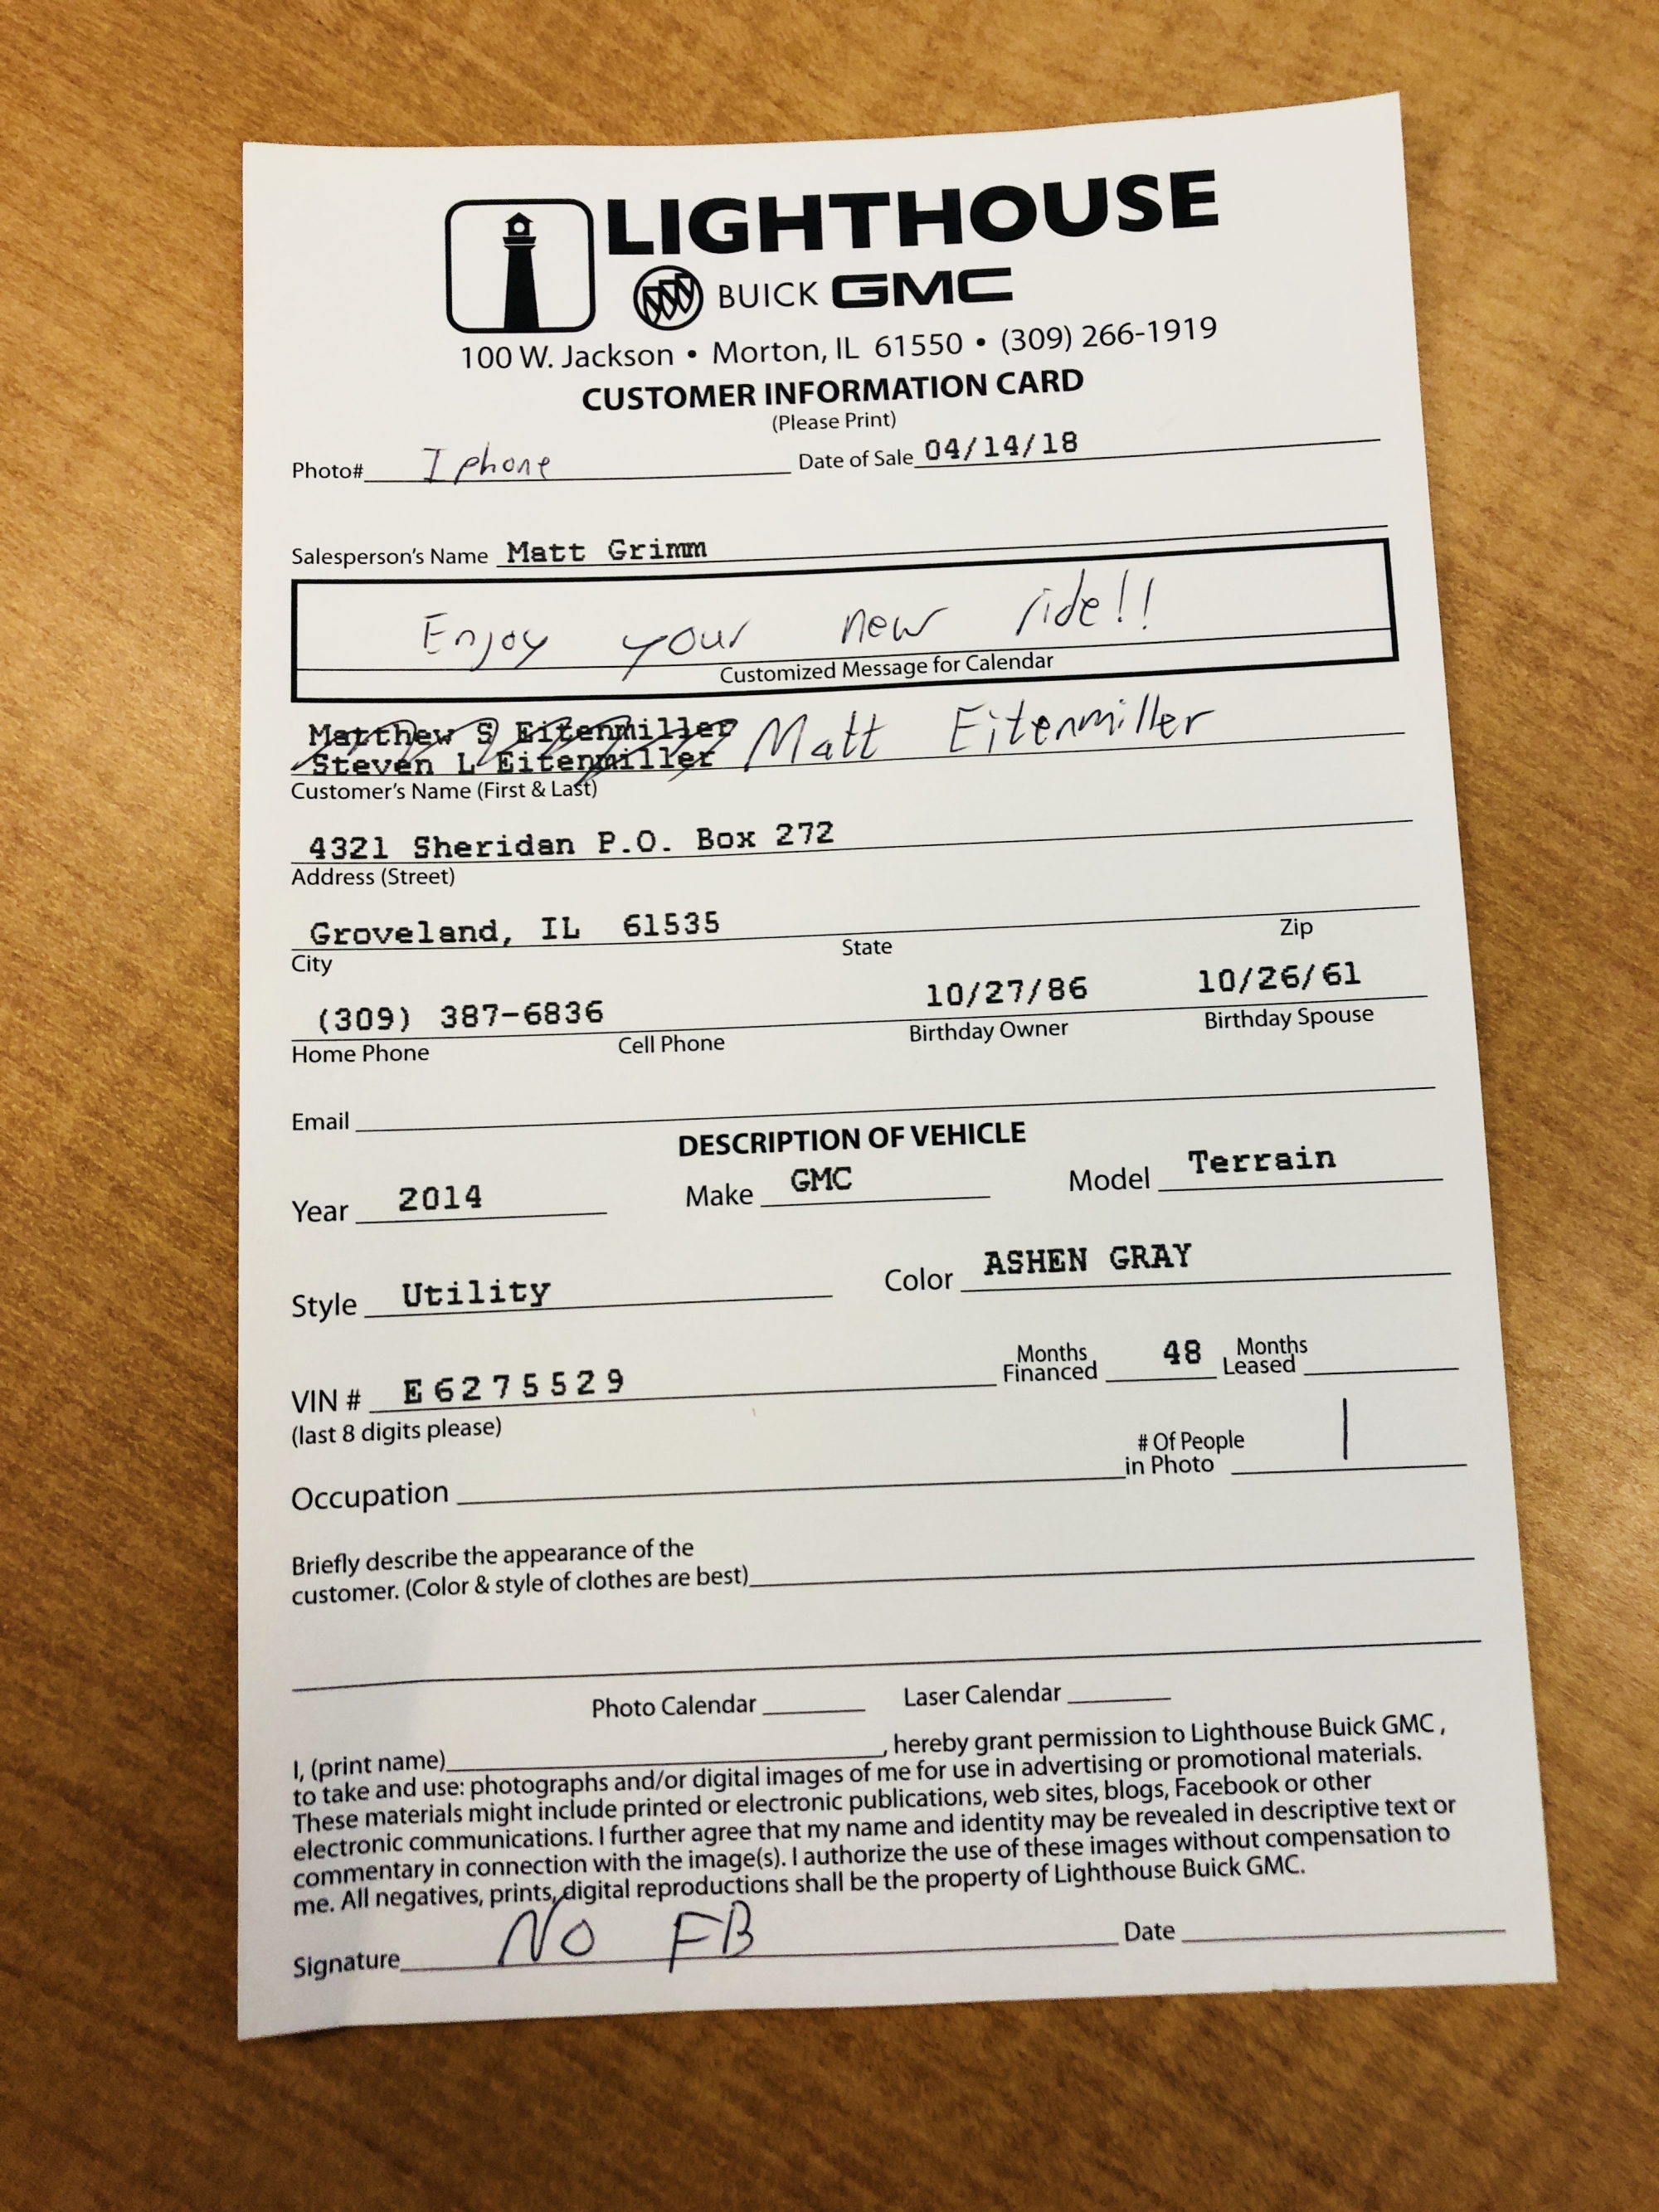 LIGHTHOUSE
BUICK GMC
100 W. Jackson • Morton, IL 61550 • (309) 266-1919
CUSTOMER INFORMATION CARD
(Please Print)
Photo# Iphone Date of Sale 04/14/18
Salesperson's Name Matt Grimm
Enjoy your new ride!!
Customized Message for Calendar
Matthew S Eitenmiller Matt Eitenmiller
Steven L Eitenmiller
Customer's Name (First & Last)
4321 Sheridan P.O. Box 272
Address (Street)
Groveland, IL 61535
City State Zip
(309) 387-6836 10/27/86 10/26/61
Home Phone Cell Phone Birthday Owner Birthday Spouse
Email
DESCRIPTION OF VEHICLE
Year 2014 Make GMC Model Terrain
Style Utility Color ASHEN GRAY
VIN # E6275529 Months Financed 48 Months Leased
(last 8 digits please)
Occupation # Of People in Photo 1
Briefly describe the appearance of the
customer. (Color & style of clothes are best)
Photo Calendar Laser Calendar
I, (print name) , hereby grant permission to Lighthouse Buick GMC ,
to take and use: photographs and/or digital images of me for use in advertising or promotional materials.
These materials might include printed or electronic publications, web sites, blogs, Facebook or other
electronic communications. I further agree that my name and identity may be revealed in descriptive text or
commentary in connection with the image(s). I authorize the use of these images without compensation to
me. All negatives, prints, digital reproductions shall be the property of Lighthouse Buick GMC.
Signature NO FB Date